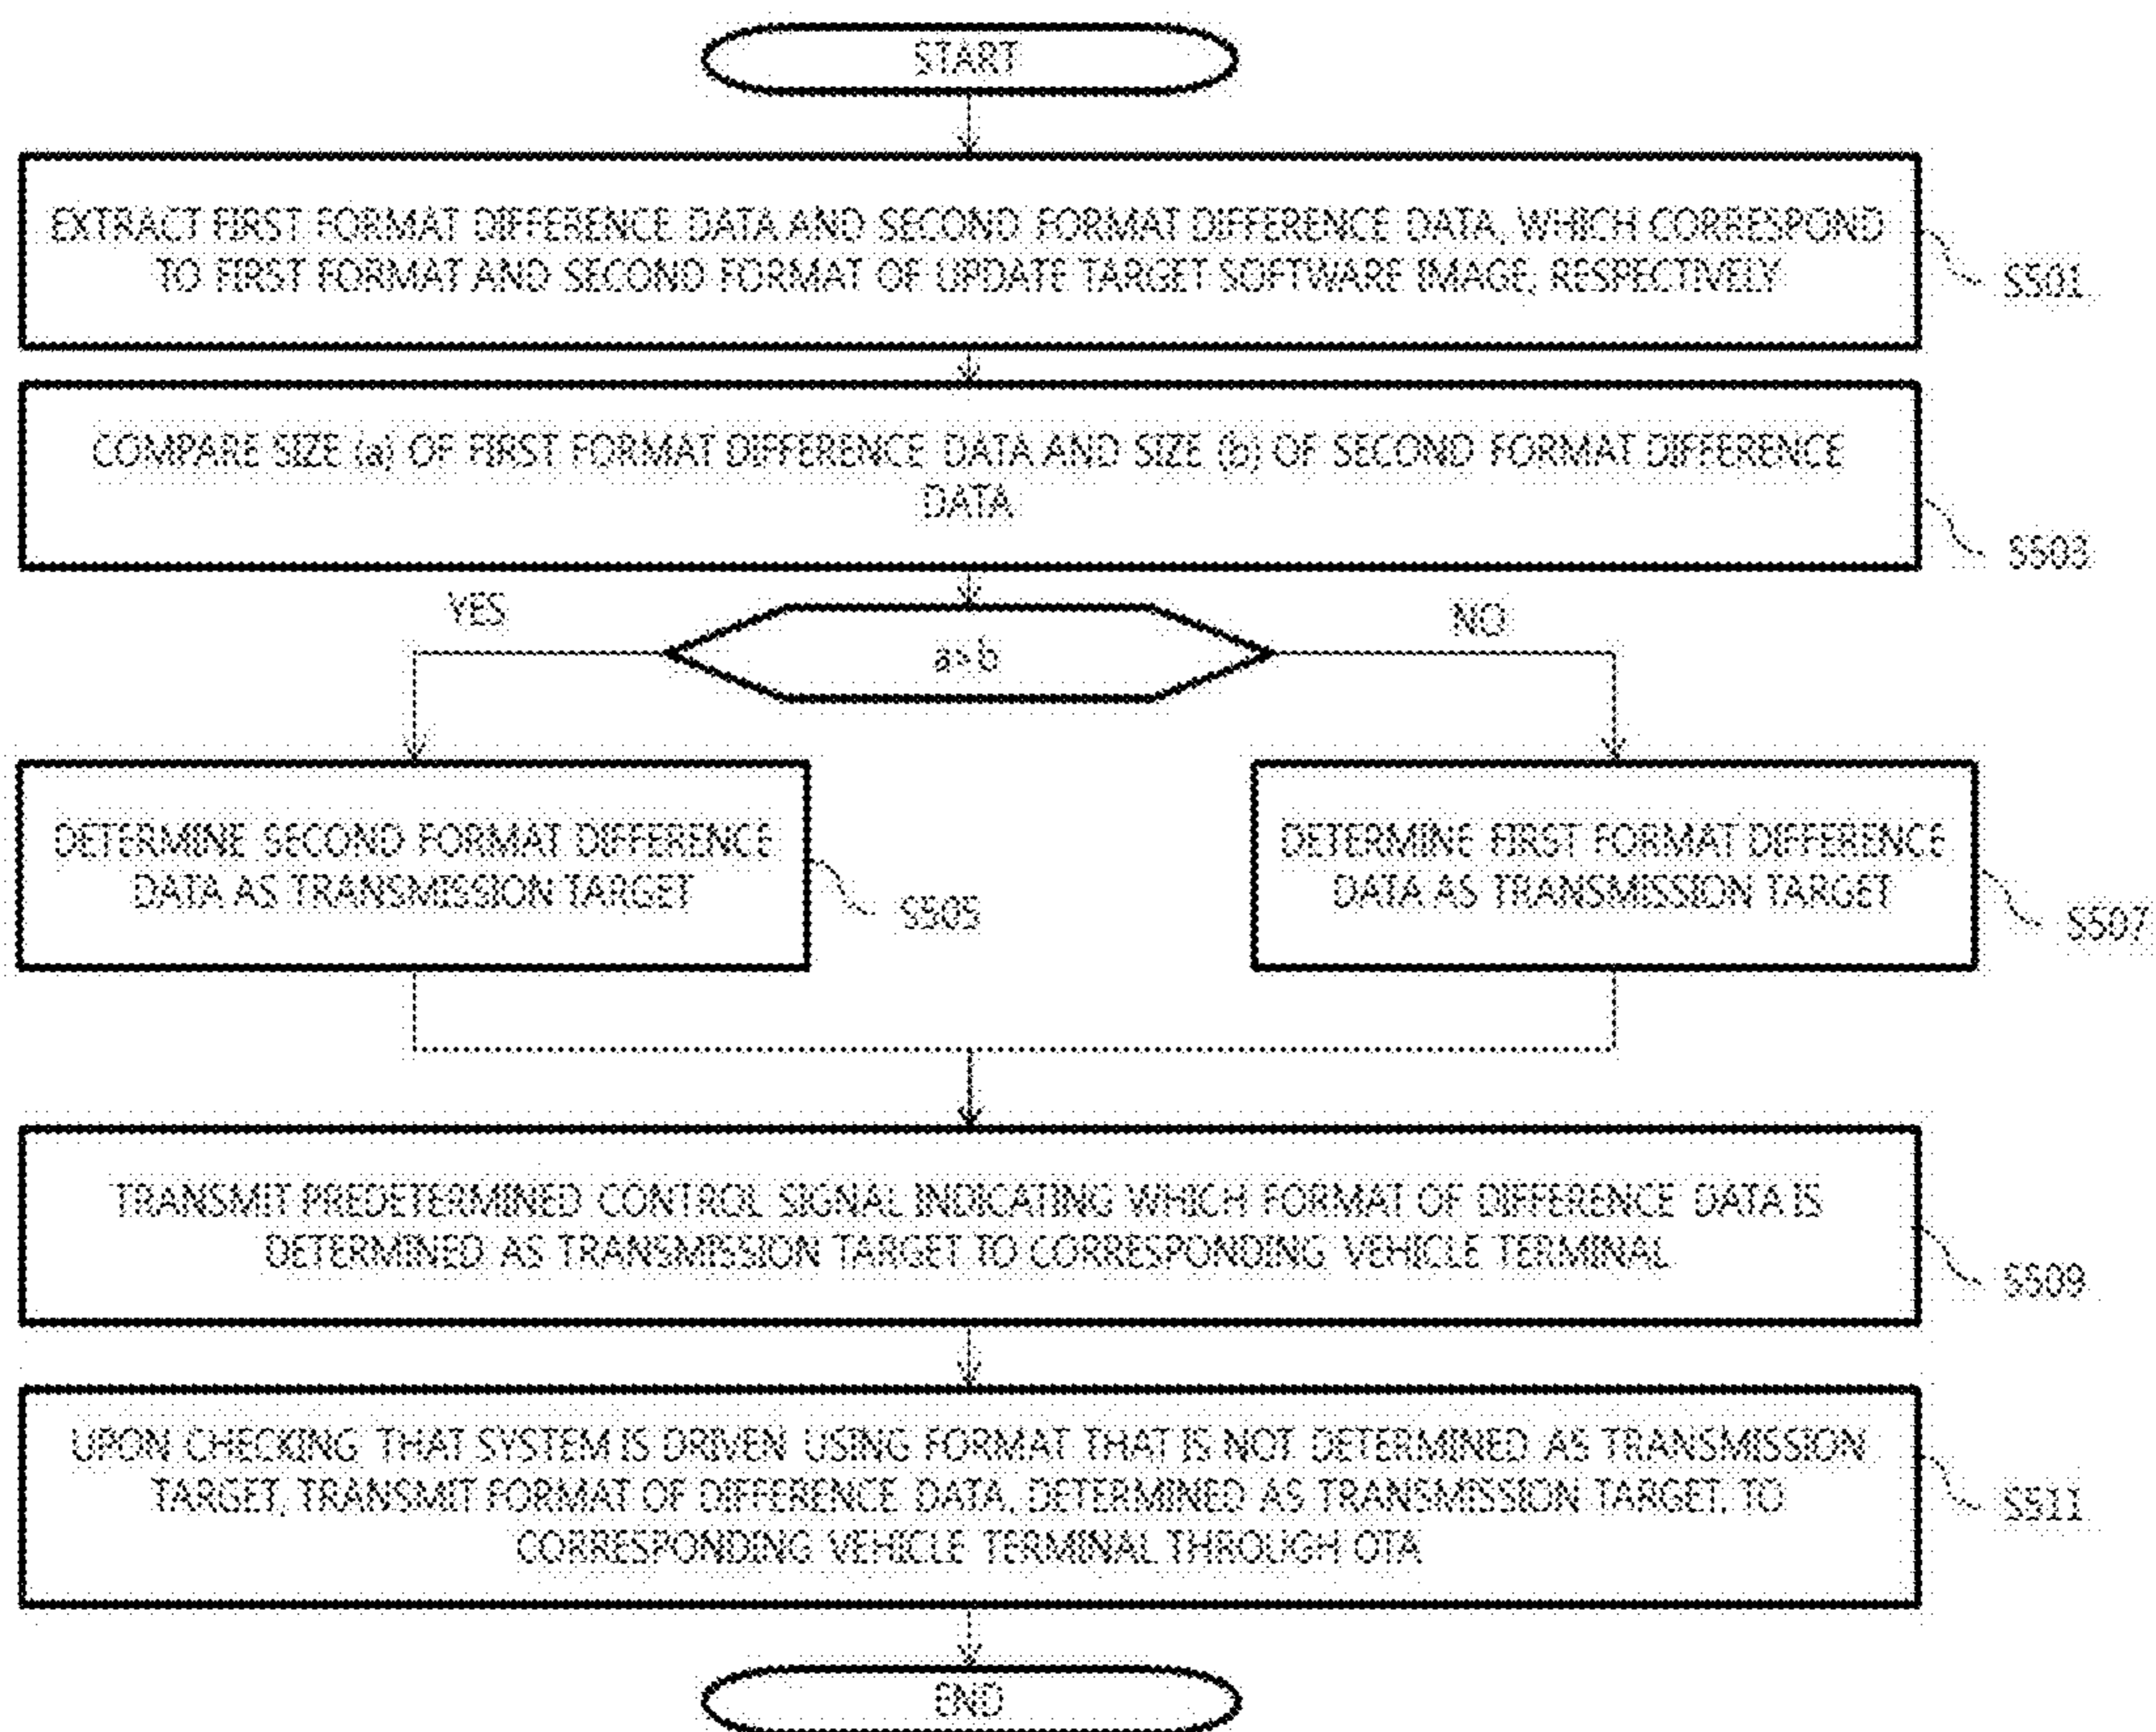 START
EXTRACT FIRST FORMAT DIFFERENCE DATA AND SECOND FORMAT DIFFERENCE DATA, WHICH CORRESPOND
TO FIRST FORMAT AND SECOND FORMAT OF UPDATE TARGET SOFTWARE IMAGE, RESPECTIVELY
S501
COMPARE SIZE (a) OF FIRST FORMAT DIFFERENCE DATA AND SIZE (b) OF SECOND FORMAT DIFFERENCE
DATA
S503
YES
a>b
NO
DETERMINE SECOND FORMAT DIFFERENCE
DATA AS TRANSMISSION TARGET
S505
DETERMINE FIRST FORMAT DIFFERENCE
DATA AS TRANSMISSION TARGET
S507
TRANSMIT PREDETERMINED CONTROL SIGNAL INDICATING WHICH FORMAT OF DIFFERENCE DATA IS
DETERMINED AS TRANSMISSION TARGET TO CORRESPONDING VEHICLE TERMINAL
S509
UPON CHECKING THAT SYSTEM IS DRIVEN USING FORMAT THAT IS NOT DETERMINED AS TRANSMISSION
TARGET, TRANSMIT FORMAT OF DIFFERENCE DATA, DETERMINED AS TRANSMISSION TARGET, TO
CORRESPONDING VEHICLE TERMINAL THROUGH OTA
S511
END